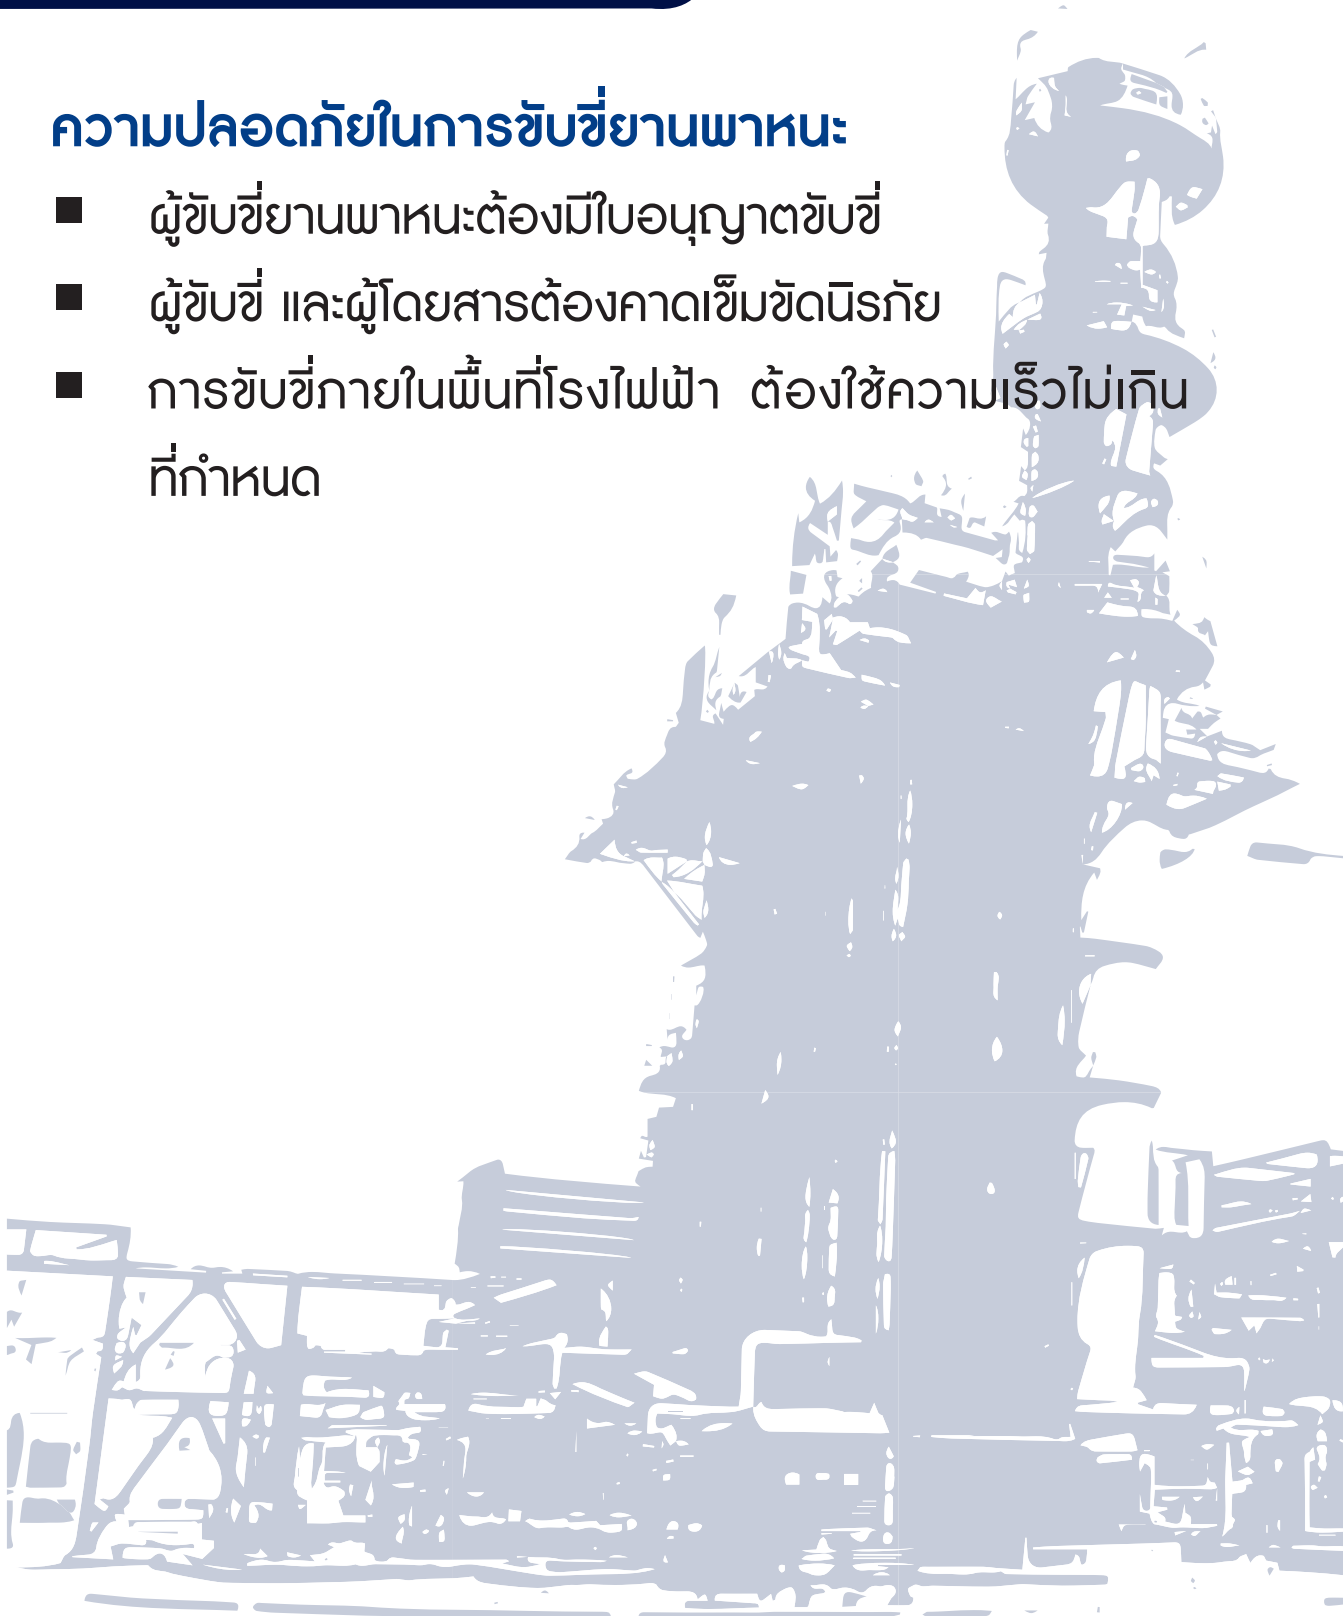 ความปลอดภัยในการขับขี่ยานพาหนะ
■ ผู้ขับขี่ยานพาหนะต้องมีใบอนุญาตขับขี่
■ ผู้ขับขี่ และผู้โดยสารต้องคาดเข็มขัดนิรภัย
■ การขับขี่ภายในพื้นที่โรงไฟฟ้า ต้องใช้ความเร็วไม่เกิน
ที่กำหนด